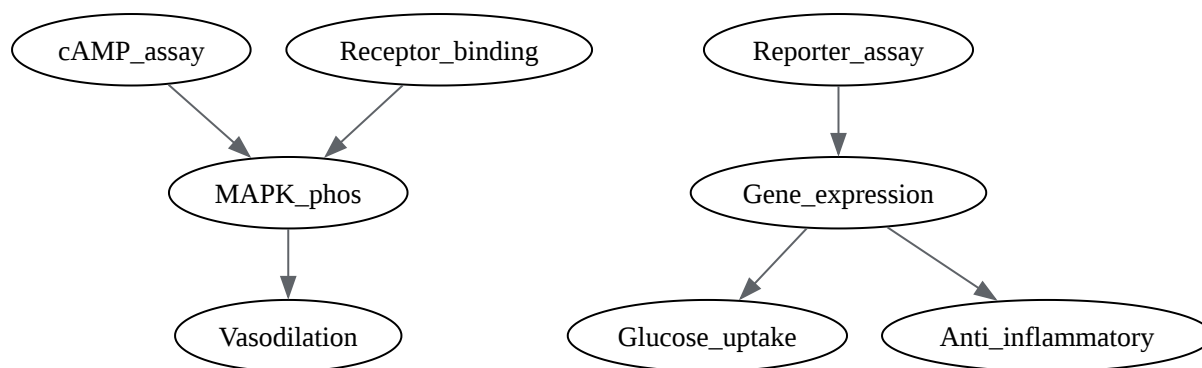 cAMP_assay
Receptor_binding
Reporter_assay
MAPK_phos
Gene_expression
Vasodilation
Glucose_uptake
Anti_inflammatory